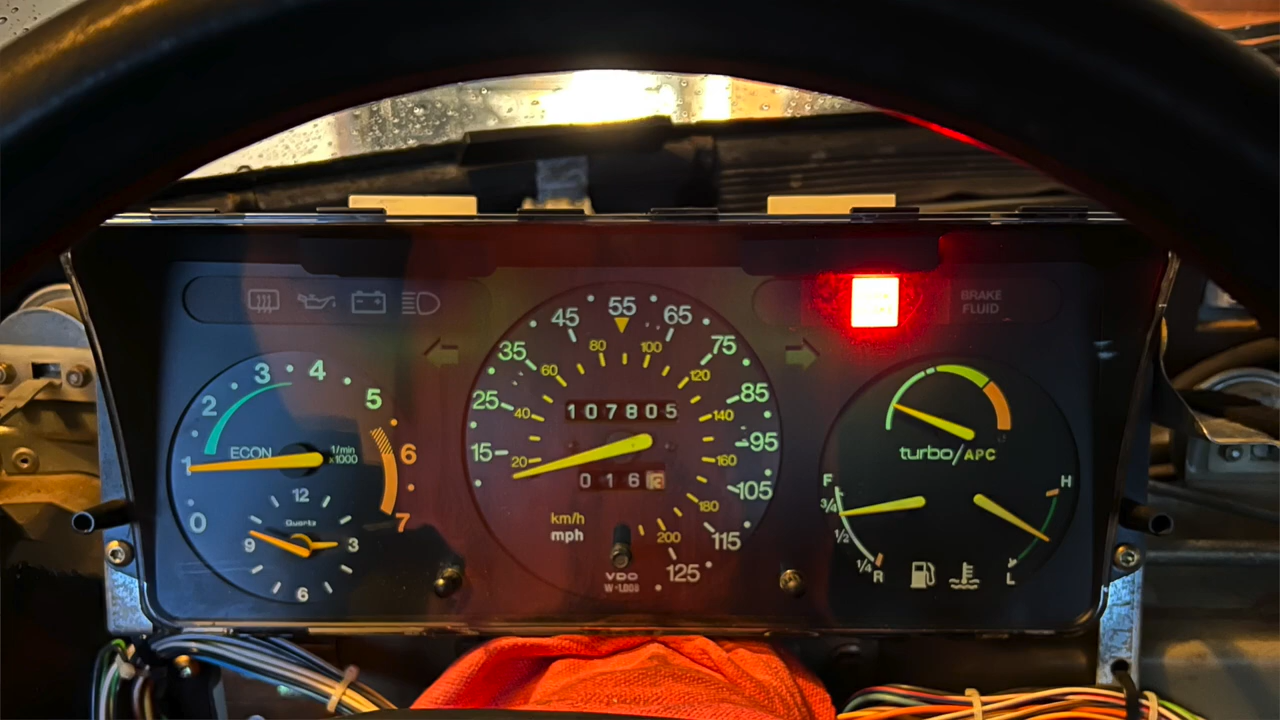 BRAKE
FLUID
2
3
4
5
6
7
1
0
ECON
1/min
x1000
12
3
6
9
Quartz
15
25
35
45
55
65
75
85
95
105
115
125
20
40
60
80
100
120
140
160
180
200
107805
016
km/h
mph
VDO
turbo/APC
F
3/4
1/2
1/4
R
H
L